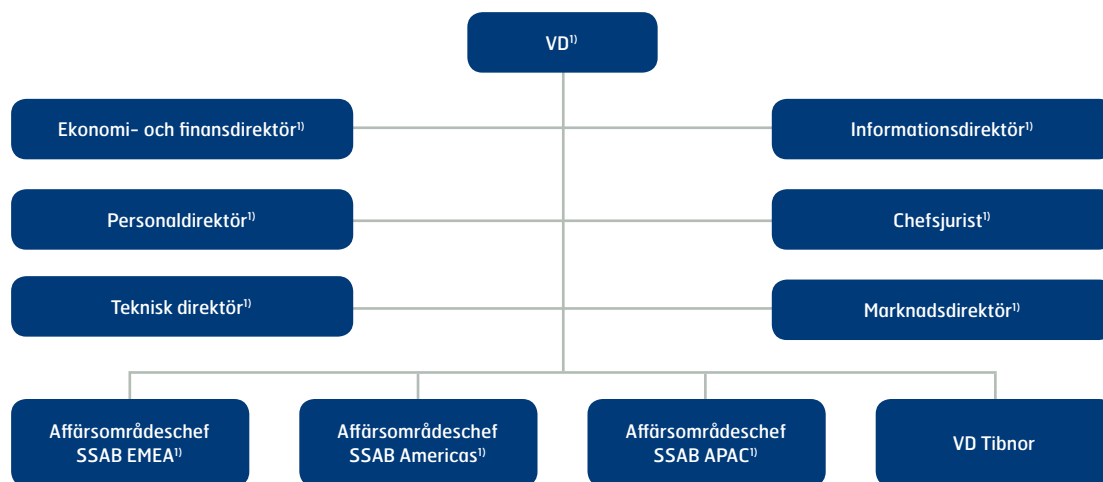 VD1)
Ekonomi- och finansdirektör1)
Informationsdirektör1)
Personaldirektör1)
Chefsjurist1)
Teknisk direktör1)
Marknadsdirektör1)
Affärsområdeschef
SSAB EMEA1)
Affärsområdeschef
SSAB Americas1)
Affärsområdeschef
SSAB APAC1)
VD Tibnor